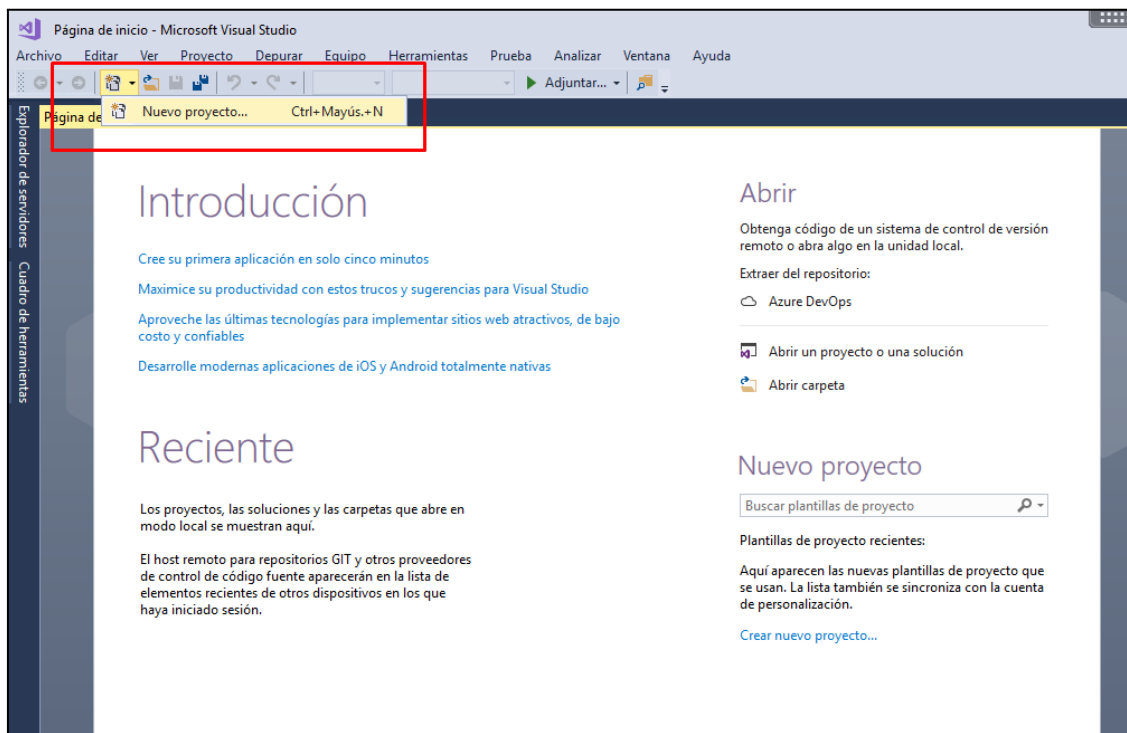 Página de inicio - Microsoft Visual Studio
Archivo Editar Ver Proyecto Depurar Equipo Herramientas Prueba Analizar Ventana Ayuda
Adjuntar...
Nuevo proyecto... Ctrl+Mayús.+N
Página de
Explorador de servidores
Cuadro de herramientas
Introducción
Cree su primera aplicación en solo cinco minutos
Maximice su productividad con estos trucos y sugerencias para Visual Studio
Aproveche las últimas tecnologías para implementar sitios web atractivos, de bajo
costo y confiables
Desarrolle modernas aplicaciones de iOS y Android totalmente nativas
Reciente
Los proyectos, las soluciones y las carpetas que abre en
modo local se muestran aquí.
El host remoto para repositorios GIT y otros proveedores
de control de código fuente aparecerán en la lista de
elementos recientes de otros dispositivos en los que
haya iniciado sesión.
Abrir
Obtenga código de un sistema de control de versión
remoto o abra algo en la unidad local.
Extraer del repositorio:
Azure DevOps
Abrir un proyecto o una solución
Abrir carpeta
Nuevo proyecto
Buscar plantillas de proyecto
Plantillas de proyecto recientes:
Aquí aparecen las nuevas plantillas de proyecto que
se usan. La lista también se sincroniza con la cuenta
de personalización.
Crear nuevo proyecto...